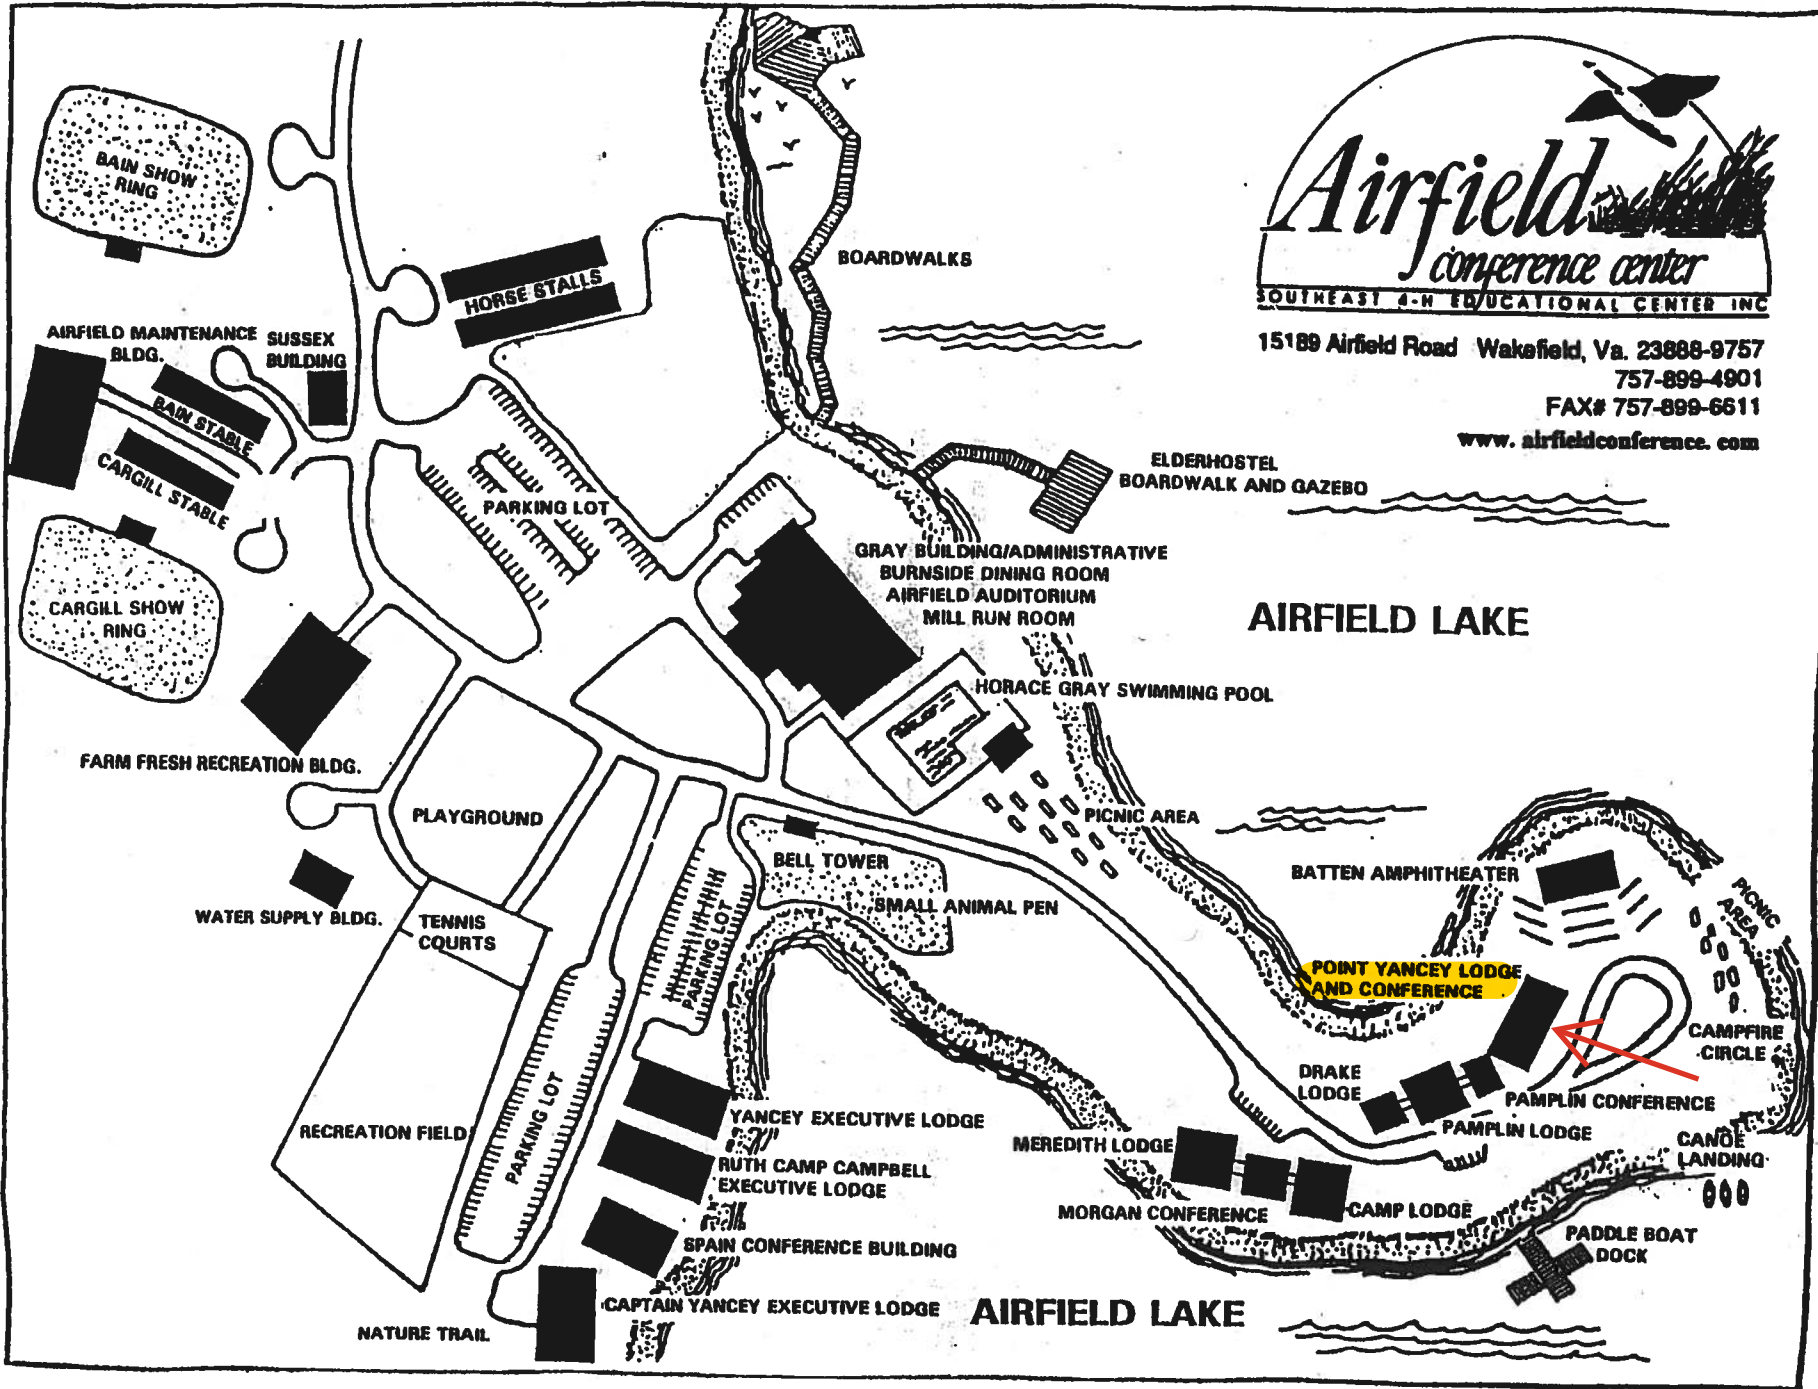 Airfield
conference center
SOUTHEAST 4-H EDUCATIONAL CENTER INC
15189 Airfield Road Wakefield, Va. 23888-9757
757-899-4901
FAX# 757-899-6611
www. airfieldconference. com
BAIN SHOW
RING
HORSE STALLS
BOARDWALKS
AIRFIELD MAINTENANCE
BLDG.
SUSSEX
BUILDING
BAIN STABLE
CARGILL STABLE
PARKING LOT
ELDERHOSTEL
BOARDWALK AND GAZEBO
CARGILL SHOW
RING
GRAY BUILDING/ADMINISTRATIVE
BURNSIDE DINING ROOM
AIRFIELD AUDITORIUM
MILL RUN ROOM
AIRFIELD LAKE
HORACE GRAY SWIMMING POOL
FARM FRESH RECREATION BLDG.
PLAYGROUND
PICNIC AREA
BELL TOWER
SMALL ANIMAL PEN
BATTEN AMPHITHEATER
PICNIC
AREA
WATER SUPPLY BLDG.
TENNIS
COURTS
PARKING LOT
POINT YANCEY LODGE
AND CONFERENCE
CAMPFIRE
CIRCLE
DRAKE
LODGE
PAMPLIN CONFERENCE
PAMPLIN LODGE
RECREATION FIELD
PARKING LOT
YANCEY EXECUTIVE LODGE
MEREDITH LODGE
CANOE
LANDING
RUTH CAMP CAMPBELL
EXECUTIVE LODGE
MORGAN CONFERENCE
CAMP LODGE
SPAIN CONFERENCE BUILDING
PADDLE BOAT
DOCK
CAPTAIN YANCEY EXECUTIVE LODGE
AIRFIELD LAKE
NATURE TRAIL